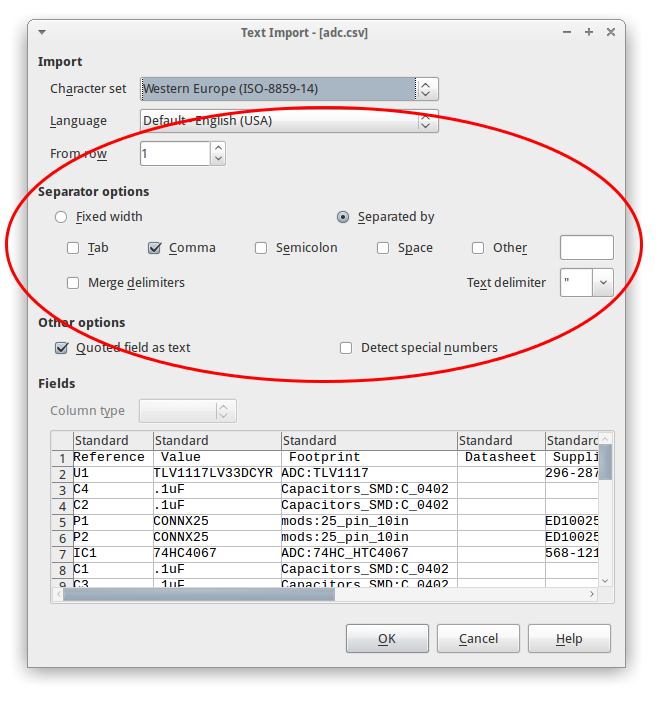 Text Import - [adc.csv]
Import
Character set Western Europe (ISO-8859-14)
Language Default - English (USA)
From row 1
Separator options
Fixed width Separated by
Tab Comma Semicolon Space Other
Merge delimiters Text delimiter "
Other options
Quoted field as text Detect special numbers
Fields
Column type
Standard Standard Standard Standard Standard
1 Reference Value Footprint Datasheet Suppli
2 U1 TLV1117LV33DCYR ADC:TLV1117 296-287
3 C4 .1uF Capacitors_SMD:C_0402
4 C2 .1uF Capacitors_SMD:C_0402
5 P1 CONNX25 mods:25_pin_10in ED10025
6 P2 CONNX25 mods:25_pin_10in ED10025
7 IC1 74HC4067 ADC:74HC_HTC4067 568-121
8 C1 .1uF Capacitors_SMD:C_0402
9 C3 .1uF Capacitors_SMD:C_0402
OK Cancel Help